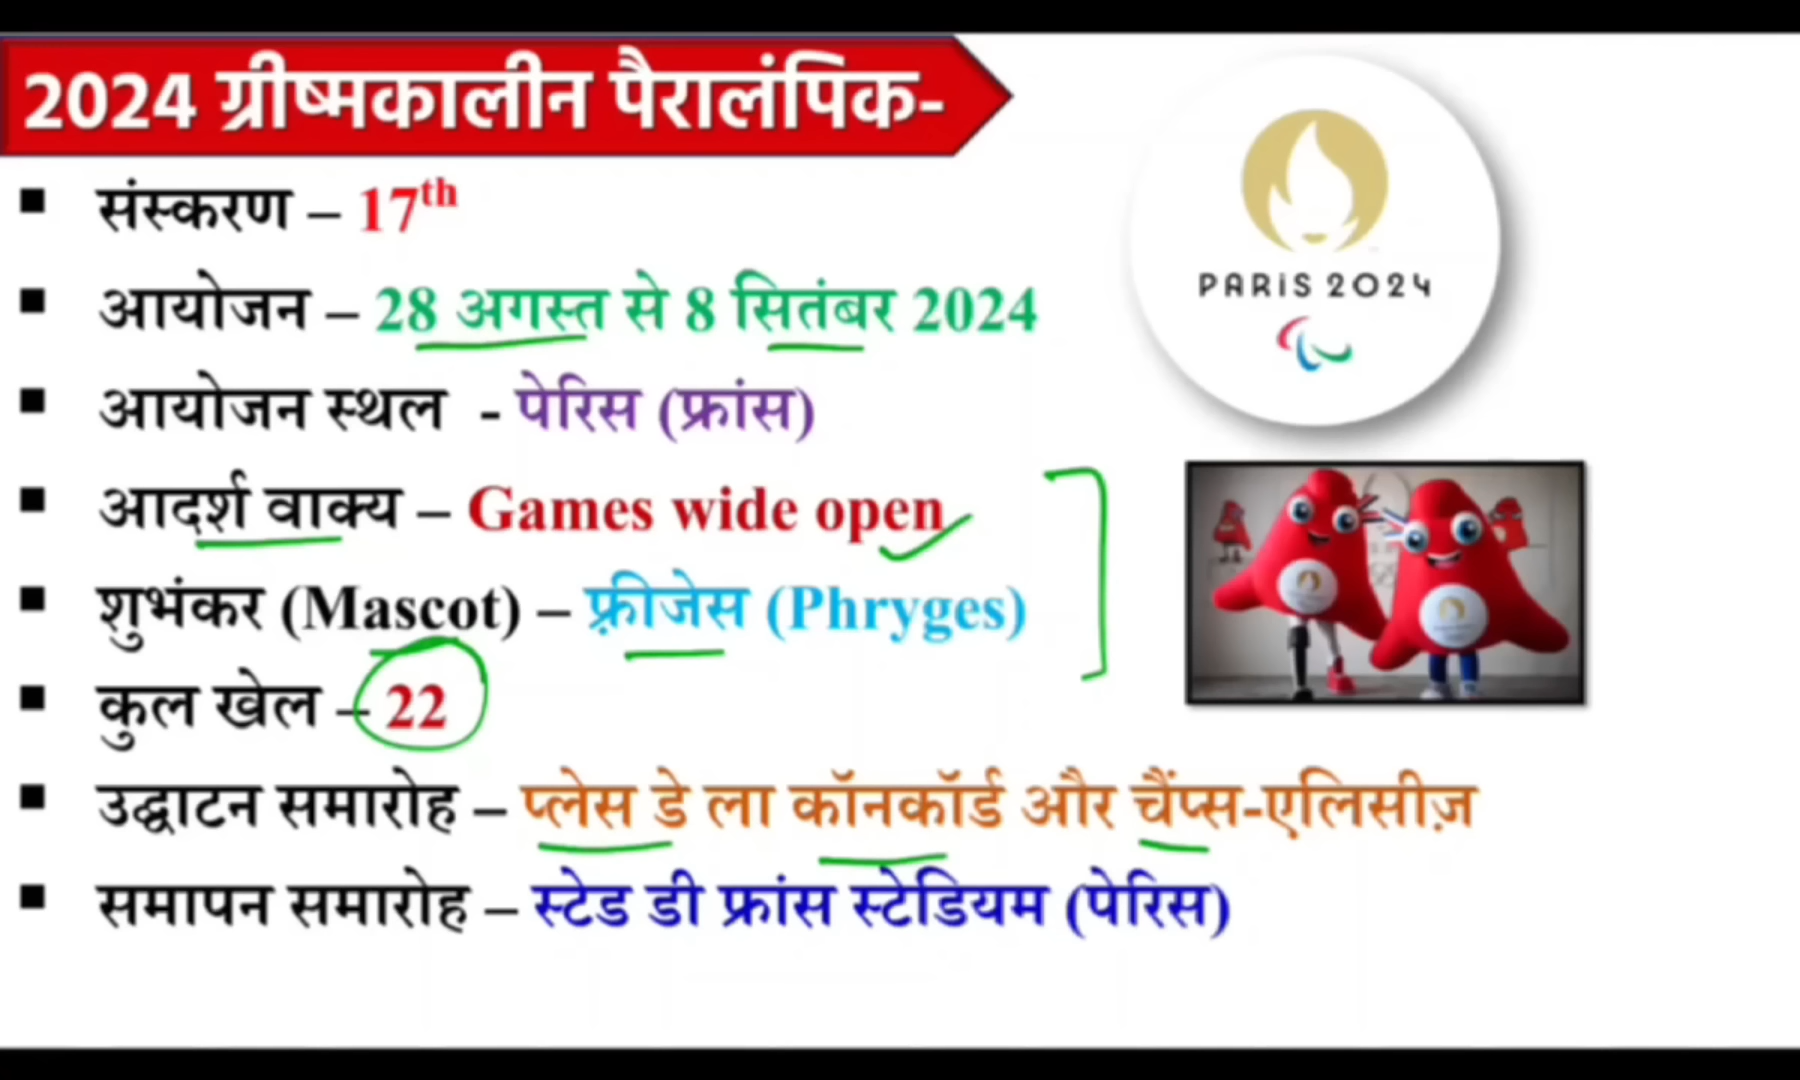 2024 ग्रीष्मकालीन पैरालंपिक-
संस्करण – 17th
आयोजन – 28 अगस्त से 8 सितंबर 2024
आयोजन स्थल - पेरिस (फ्रांस)
आदर्श वाक्य – Games wide open
शुभंकर (Mascot) – फ़्रीजेस (Phryges)
कुल खेल – 22
उद्घाटन समारोह – प्लेस डे ला कॉनकॉर्ड और चैंप्स-एलिसीज़
समापन समारोह – स्टेड डी फ्रांस स्टेडियम (पेरिस)
PARIS 2024